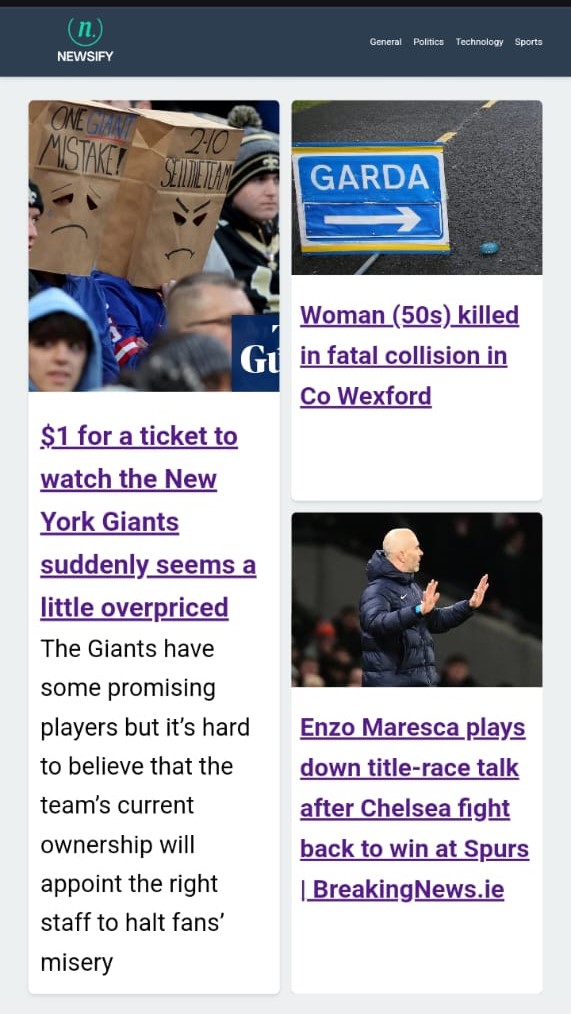 n.
NEWSIFY
General Politics Technology Sports
ONE GIANT
MISTAKE!
2-10
SELL THE TEAM
Gu
$1 for a ticket to
watch the New
York Giants
suddenly seems a
little overpriced
The Giants have
some promising
players but it’s hard
to believe that the
team’s current
ownership will
appoint the right
staff to halt fans’
misery
GARDA
Woman (50s) killed
in fatal collision in
Co Wexford
Enzo Maresca plays
down title-race talk
after Chelsea fight
back to win at Spurs
| BreakingNews.ie